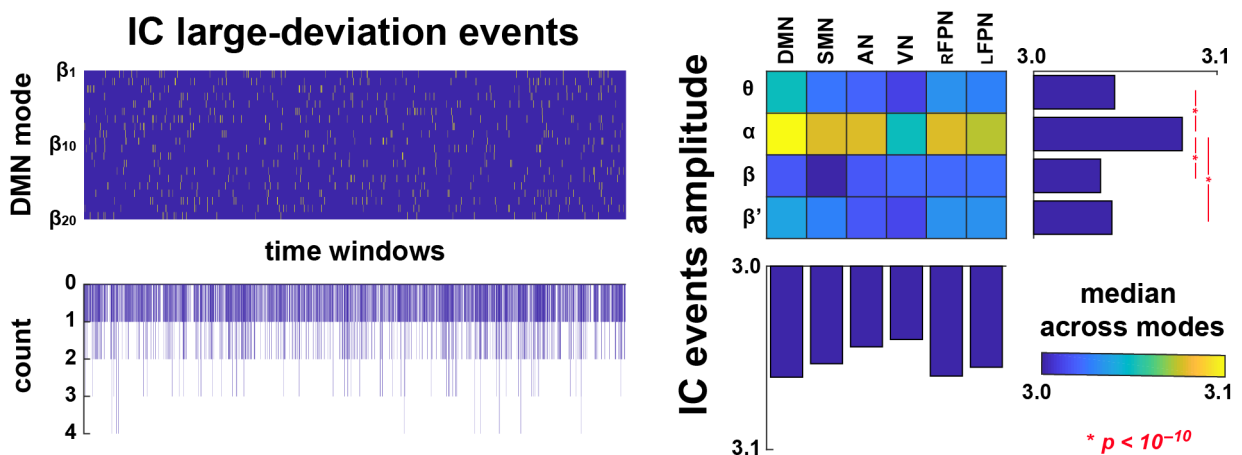 IC large-deviation events
DMN mode
β1
β10
β20
time windows
count
0
1
2
3
4
IC events amplitude
DMN
SMN
AN
VN
RFPN
LFPN
θ
α
β
β’
3.0
3.1
*
*
*
3.0
3.1
median
across modes
3.0
3.1
* p < 10⁻¹⁰